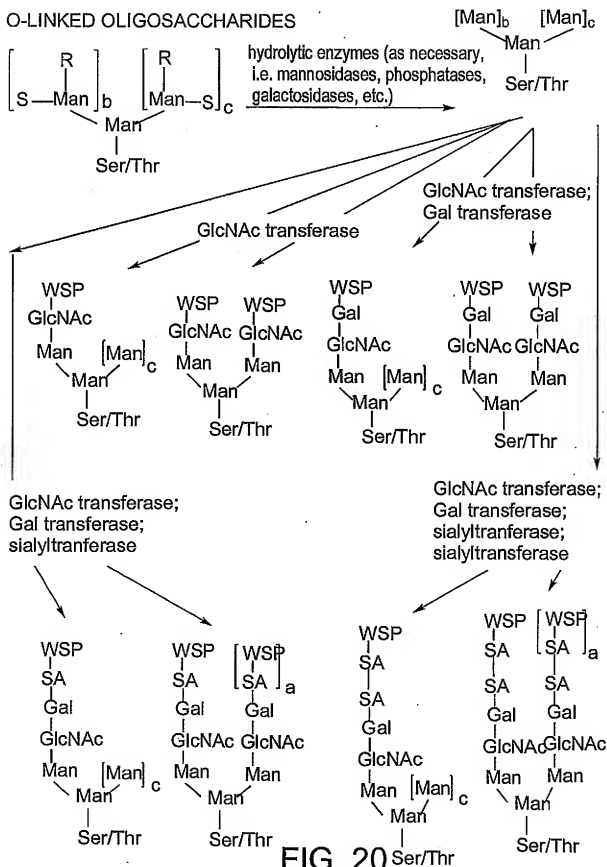 O-LINKED OLIGOSACCHARIDES
[Man]b [Man]c
Man
Ser/Thr
hydrolytic enzymes (as necessary,
i.e. mannosidases, phosphatases,
galactosidases, etc.)
R R
[S—Man]b [Man—S]c
Man
Ser/Thr
GlcNAc transferase
GlcNAc transferase;
Gal transferase
WSP
GlcNAc
Man [Man]c
Man
Ser/Thr
WSP WSP
GlcNAc GlcNAc
Man Man
Man
Ser/Thr
WSP
Gal
GlcNAc
Man [Man]c
Man
Ser/Thr
WSP WSP
Gal Gal
GlcNAc GlcNAc
Man Man
Man
Ser/Thr
GlcNAc transferase;
Gal transferase;
sialyltranferase
GlcNAc transferase;
Gal transferase;
sialyltranferase;
sialyltransferase
WSP
SA
Gal
GlcNAc
Man [Man]c
Man
Ser/Thr
WSP [WSP
SA SA]a
Gal Gal
GlcNAc GlcNAc
Man Man
Man
Ser/Thr
WSP
SA
SA
Gal
GlcNAc
Man [Man]c
Man
Ser/Thr
WSP [WSP
SA SA]a
SA SA
Gal Gal
GlcNAc GlcNAc
Man Man
Man
Ser/Thr
FIG. 20